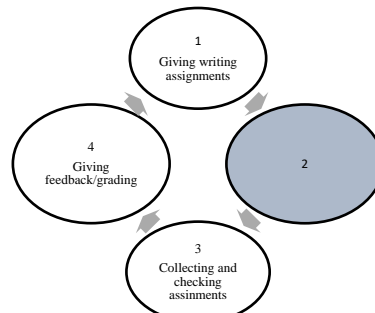 1
Giving writing
assignments
2
3
Collecting and
checking
assinments
4
Giving
feedback/grading